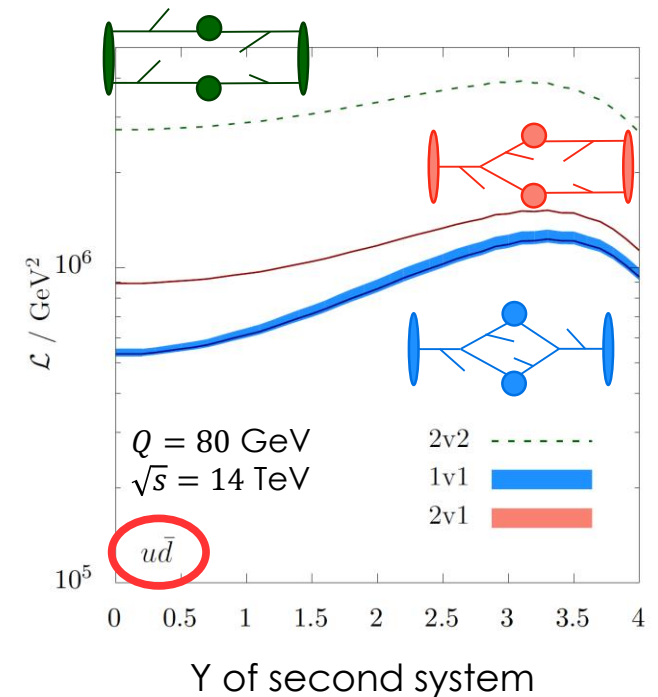 ℒ / GeV²
10⁶
10⁵
Q = 80 GeV
√s = 14 TeV
ud̄
2v2
1v1
2v1
0 0.5 1 1.5 2 2.5 3 3.5 4
Y of second system